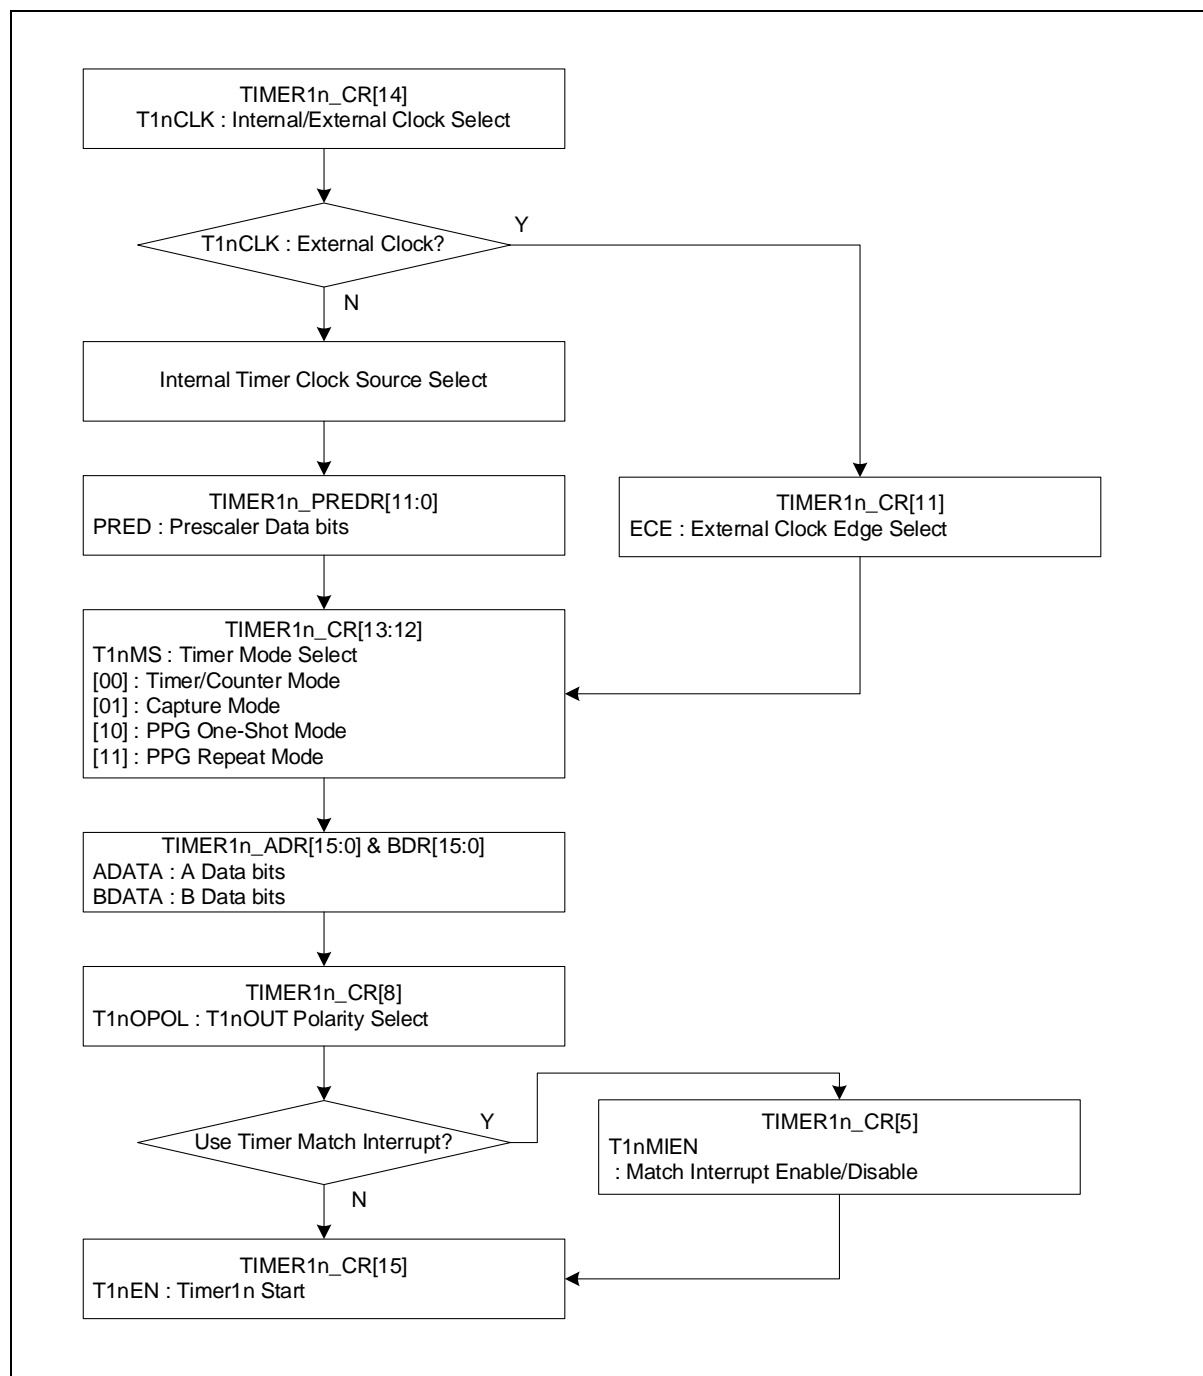 TIMER1n_CR[14]
T1nCLK : Internal/External Clock Select
T1nCLK : External Clock?
Y
N
Internal Timer Clock Source Select
TIMER1n_PREDR[11:0]
PRED : Prescaler Data bits
TIMER1n_CR[11]
ECE : External Clock Edge Select
TIMER1n_CR[13:12]
T1nMS : Timer Mode Select
[00] : Timer/Counter Mode
[01] : Capture Mode
[10] : PPG One-Shot Mode
[11] : PPG Repeat Mode
TIMER1n_ADR[15:0] & BDR[15:0]
ADATA : A Data bits
BDATA : B Data bits
TIMER1n_CR[8]
T1nOPOL : T1nOUT Polarity Select
Use Timer Match Interrupt?
Y
N
TIMER1n_CR[5]
T1nMIEN
: Match Interrupt Enable/Disable
TIMER1n_CR[15]
T1nEN : Timer1n Start